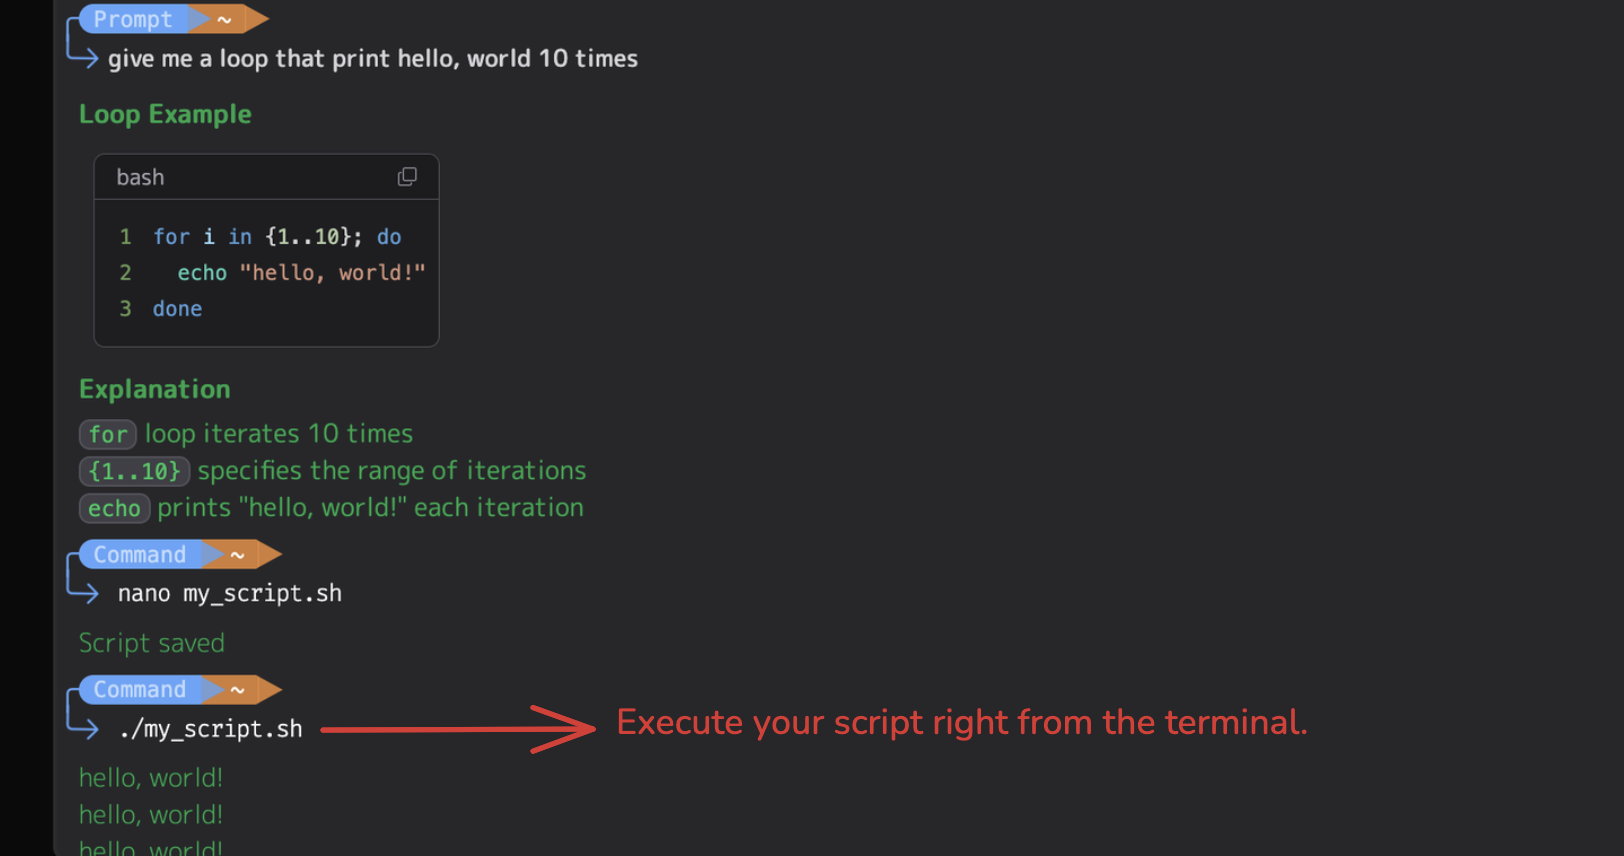 Prompt ~
give me a loop that print hello, world 10 times
Loop Example
bash
1 for i in {1..10}; do
2 echo "hello, world!"
3 done
Explanation
for loop iterates 10 times
{1..10} specifies the range of iterations
echo prints "hello, world!" each iteration
Command ~
nano my_script.sh
Script saved
Command ~
./my_script.sh
Execute your script right from the terminal.
hello, world!
hello, world!
hello, world!